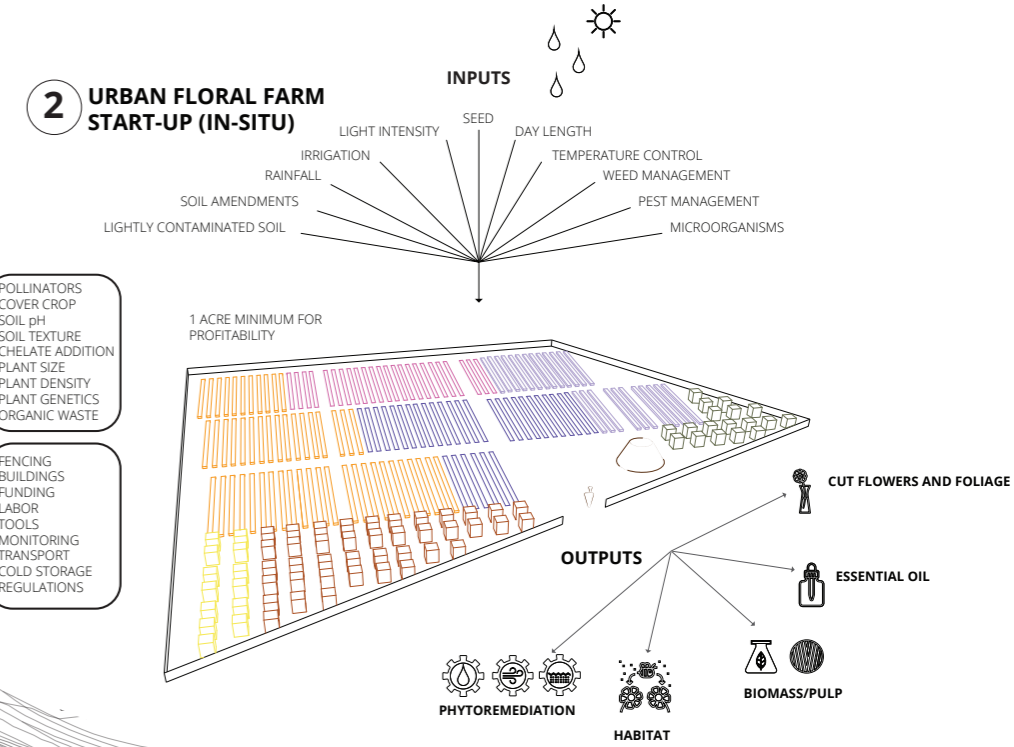 INPUTS
2
URBAN FLORAL FARM
START-UP (IN-SITU)
SEED
LIGHT INTENSITY
DAY LENGTH
IRRIGATION
TEMPERATURE CONTROL
RAINFALL
WEED MANAGEMENT
SOIL AMENDMENTS
PEST MANAGEMENT
LIGHTLY CONTAMINATED SOIL
MICROORGANISMS
POLLINATORS
COVER CROP
SOIL pH
SOIL TEXTURE
CHELATE ADDITION
PLANT SIZE
PLANT DENSITY
PLANT GENETICS
ORGANIC WASTE
1 ACRE MINIMUM FOR
PROFITABILITY
FENCING
BUILDINGS
FUNDING
LABOR
TOOLS
MONITORING
TRANSPORT
COLD STORAGE
REGULATIONS
OUTPUTS
CUT FLOWERS AND FOLIAGE
ESSENTIAL OIL
BIOMASS/PULP
PHYTOREMEDIATION
HABITAT